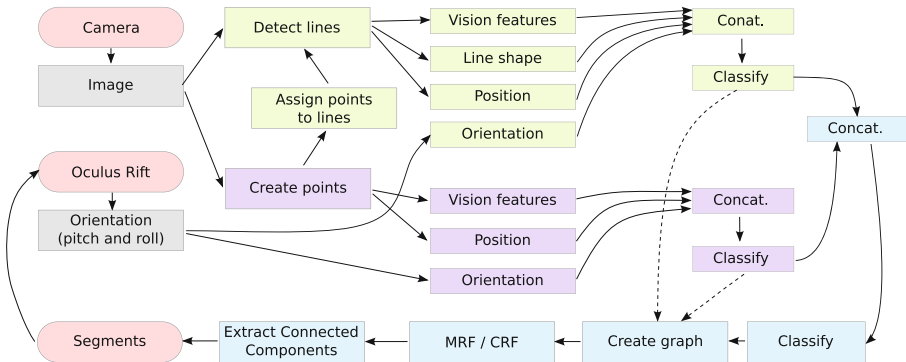 Camera
Image
Oculus Rift
Orientation
(pitch and roll)
Detect lines
Assign points
to lines
Create points
Vision features
Line shape
Position
Orientation
Vision features
Position
Orientation
Conat.
Classify
Concat.
Concat.
Classify
Segments
Extract Connected
Components
MRF / CRF
Create graph
Classify